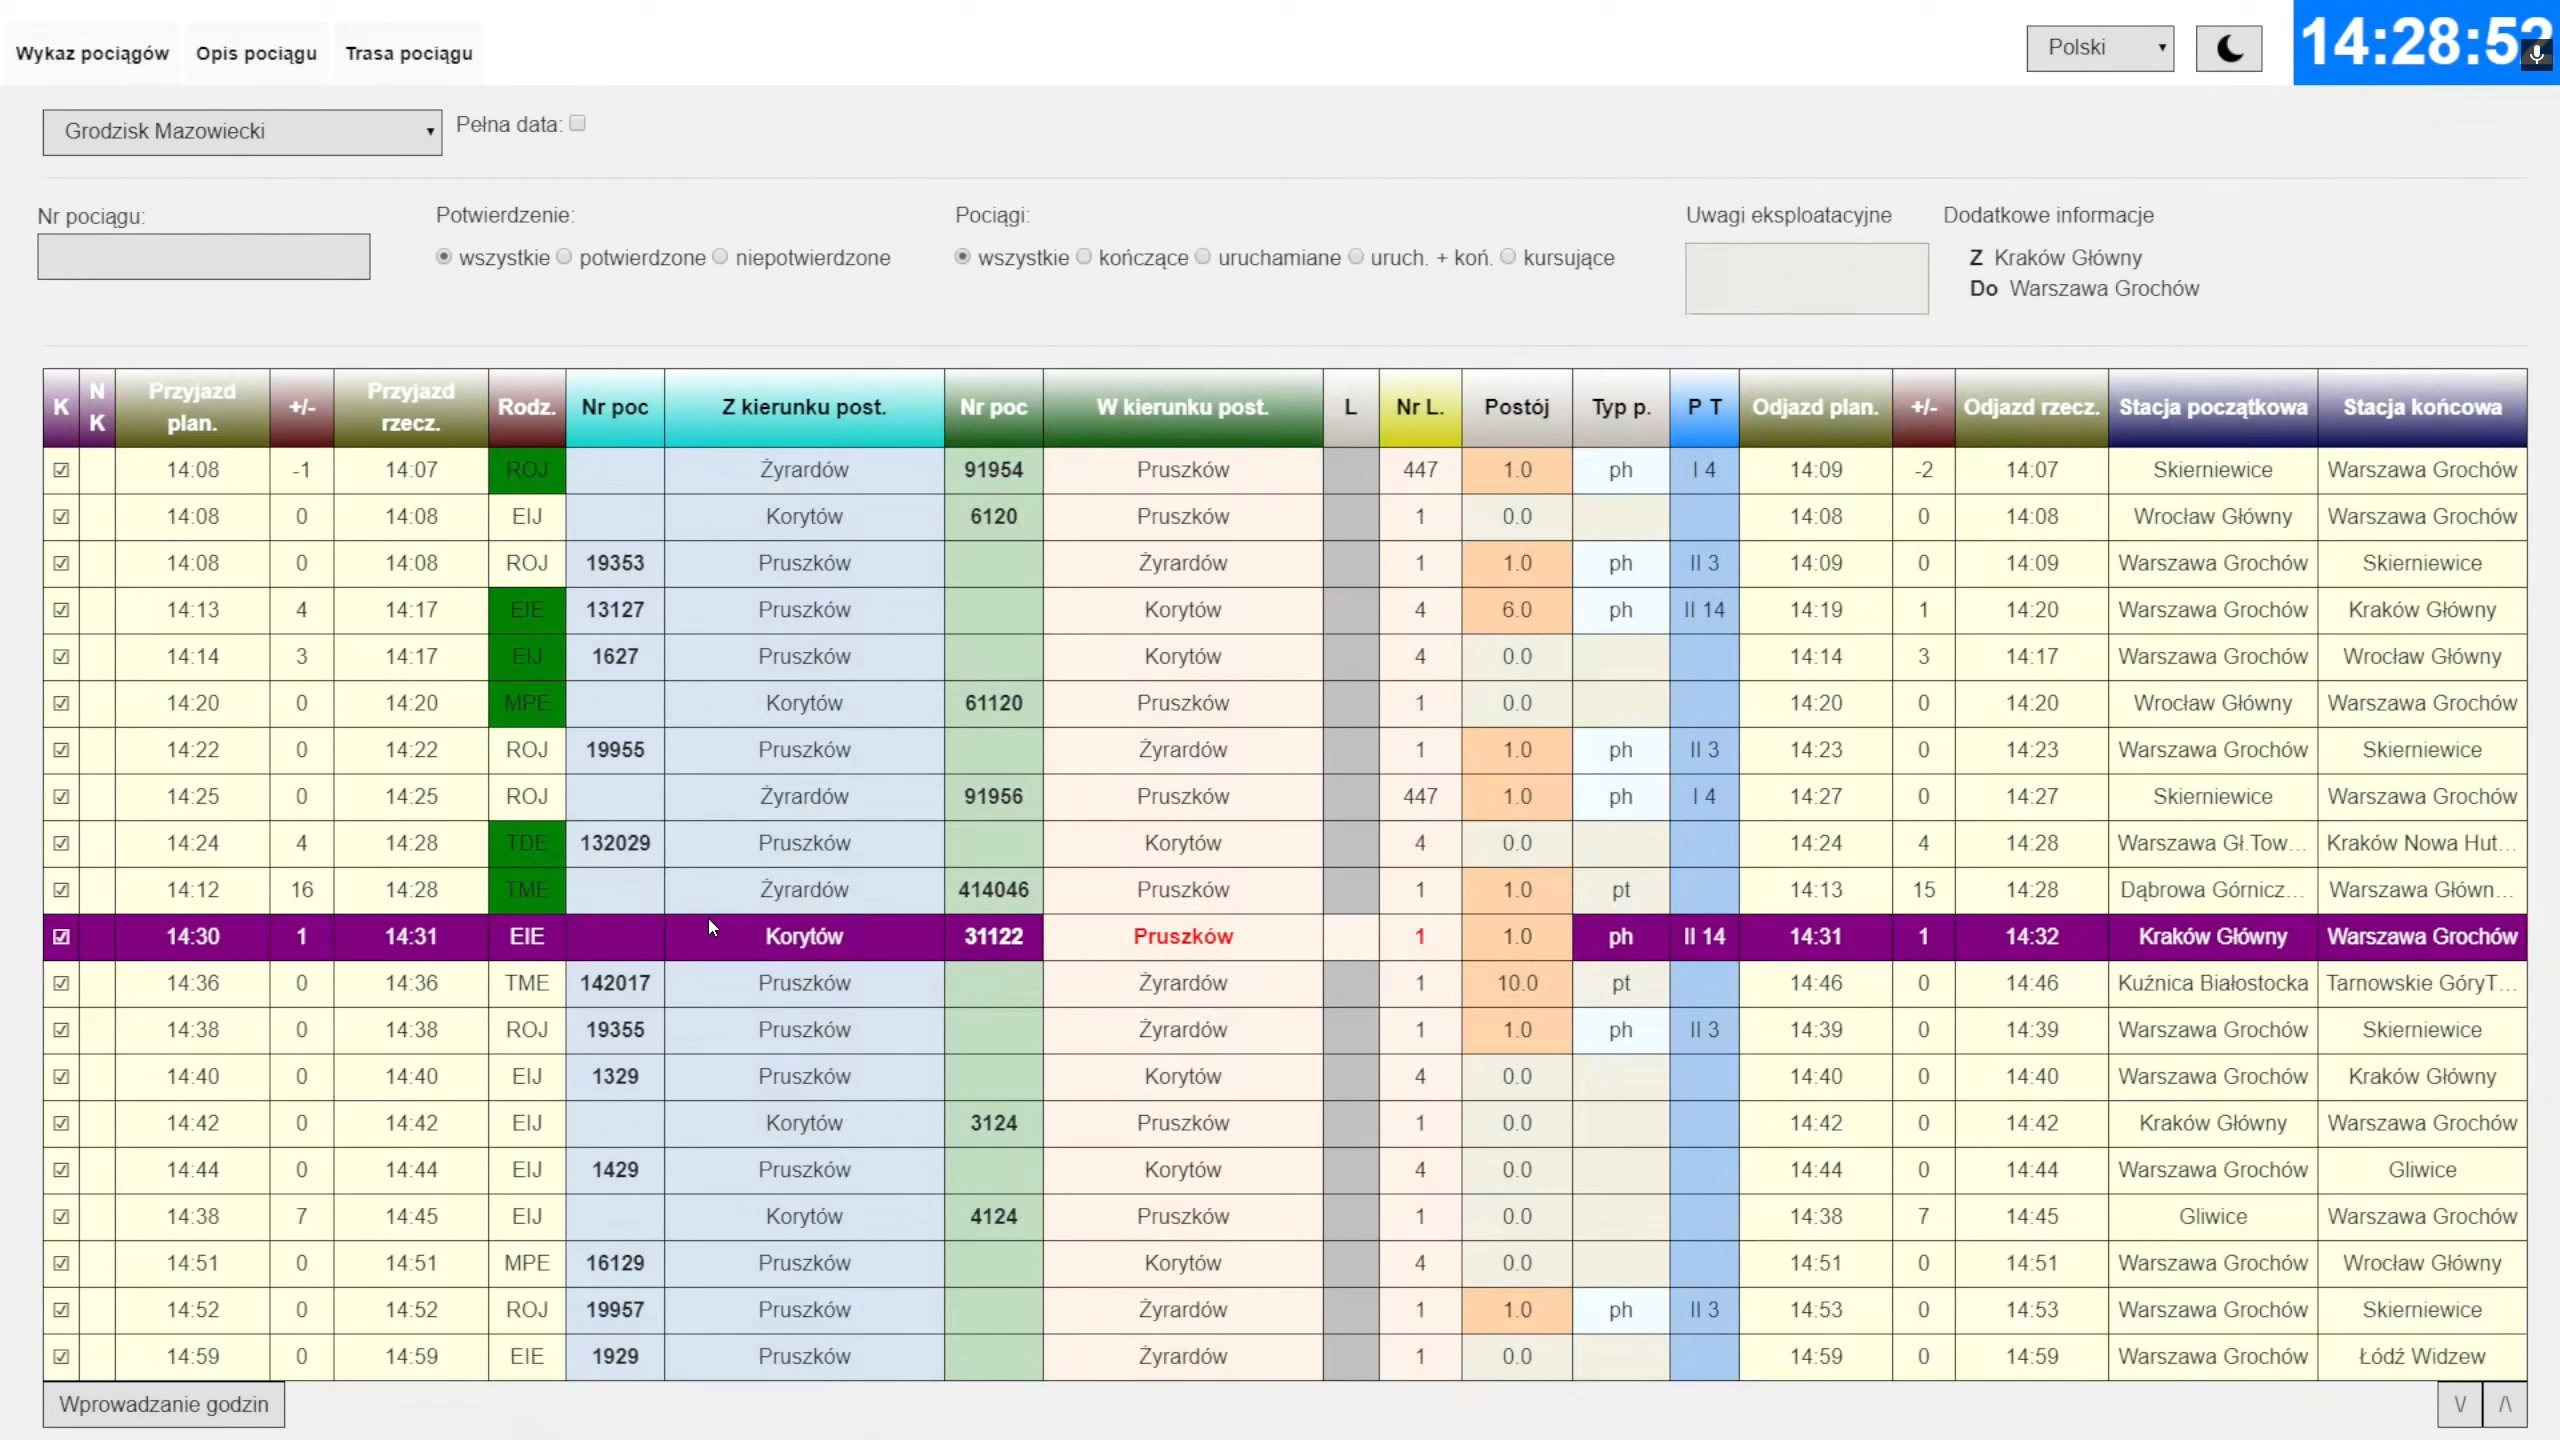 Wykaz pociągów Opis pociągu Trasa pociągu Polski 14:28:52
Grodzisk Mazowiecki Pełna data:
Nr pociągu: Potwierdzenie: Pociągi: Uwagi eksploatacyjne Dodatkowe informacje
wszystkie potwierdzone niepotwierdzone wszystkie kończące uruchamiane uruch. + koń. kursujące Z Kraków Główny
Do Warszawa Grochów
K N K Przyjazd plan. +/- Przyjazd rzecz. Rodz. Nr poc Z kierunku post. Nr poc W kierunku post. L Nr L. Postój Typ p. P T Odjazd plan. +/- Odjazd rzecz. Stacja początkowa Stacja końcowa
14:08 -1 14:07 ROJ Żyrardów 91954 Pruszków 447 1.0 ph I 4 14:09 -2 14:07 Skierniewice Warszawa Grochów
14:08 0 14:08 EIJ Korytów 6120 Pruszków 1 0.0 14:08 0 14:08 Wrocław Główny Warszawa Grochów
14:08 0 14:08 ROJ 19353 Pruszków Żyrardów 1 1.0 ph II 3 14:09 0 14:09 Warszawa Grochów Skierniewice
14:13 4 14:17 EIE 13127 Pruszków Korytów 4 6.0 ph II 14 14:19 1 14:20 Warszawa Grochów Kraków Główny
14:14 3 14:17 EIJ 1627 Pruszków Korytów 4 0.0 14:14 3 14:17 Warszawa Grochów Wrocław Główny
14:20 0 14:20 MPE Korytów 61120 Pruszków 1 0.0 14:20 0 14:20 Wrocław Główny Warszawa Grochów
14:22 0 14:22 ROJ 19955 Pruszków Żyrardów 1 1.0 ph II 3 14:23 0 14:23 Warszawa Grochów Skierniewice
14:25 0 14:25 ROJ Żyrardów 91956 Pruszków 447 1.0 ph I 4 14:27 0 14:27 Skierniewice Warszawa Grochów
14:24 4 14:28 TDE 132029 Pruszków Korytów 4 0.0 14:24 4 14:28 Warszawa Gł.Tow... Kraków Nowa Hut...
14:12 16 14:28 TME Żyrardów 414046 Pruszków 1 1.0 pt 14:13 15 14:28 Dąbrowa Górnicz... Warszawa Główn...
14:30 1 14:31 EIE Korytów 31122 Pruszków 1 1.0 ph II 14 14:31 1 14:32 Kraków Główny Warszawa Grochów
14:36 0 14:36 TME 142017 Pruszków Żyrardów 1 10.0 pt 14:46 0 14:46 Kuźnica Białostocka Tarnowskie GóryT...
14:38 0 14:38 ROJ 19355 Pruszków Żyrardów 1 1.0 ph II 3 14:39 0 14:39 Warszawa Grochów Skierniewice
14:40 0 14:40 EIJ 1329 Pruszków Korytów 4 0.0 14:40 0 14:40 Warszawa Grochów Kraków Główny
14:42 0 14:42 EIJ Korytów 3124 Pruszków 1 0.0 14:42 0 14:42 Kraków Główny Warszawa Grochów
14:44 0 14:44 EIJ 1429 Pruszków Korytów 4 0.0 14:44 0 14:44 Warszawa Grochów Gliwice
14:38 7 14:45 EIJ Korytów 4124 Pruszków 1 0.0 14:38 7 14:45 Gliwice Warszawa Grochów
14:51 0 14:51 MPE 16129 Pruszków Korytów 4 0.0 14:51 0 14:51 Warszawa Grochów Wrocław Główny
14:52 0 14:52 ROJ 19957 Pruszków Żyrardów 1 1.0 ph II 3 14:53 0 14:53 Warszawa Grochów Skierniewice
14:59 0 14:59 EIE 1929 Pruszków Żyrardów 1 0.0 14:59 0 14:59 Warszawa Grochów Łódź Widzew
Wprowadzanie godzin \/ /\